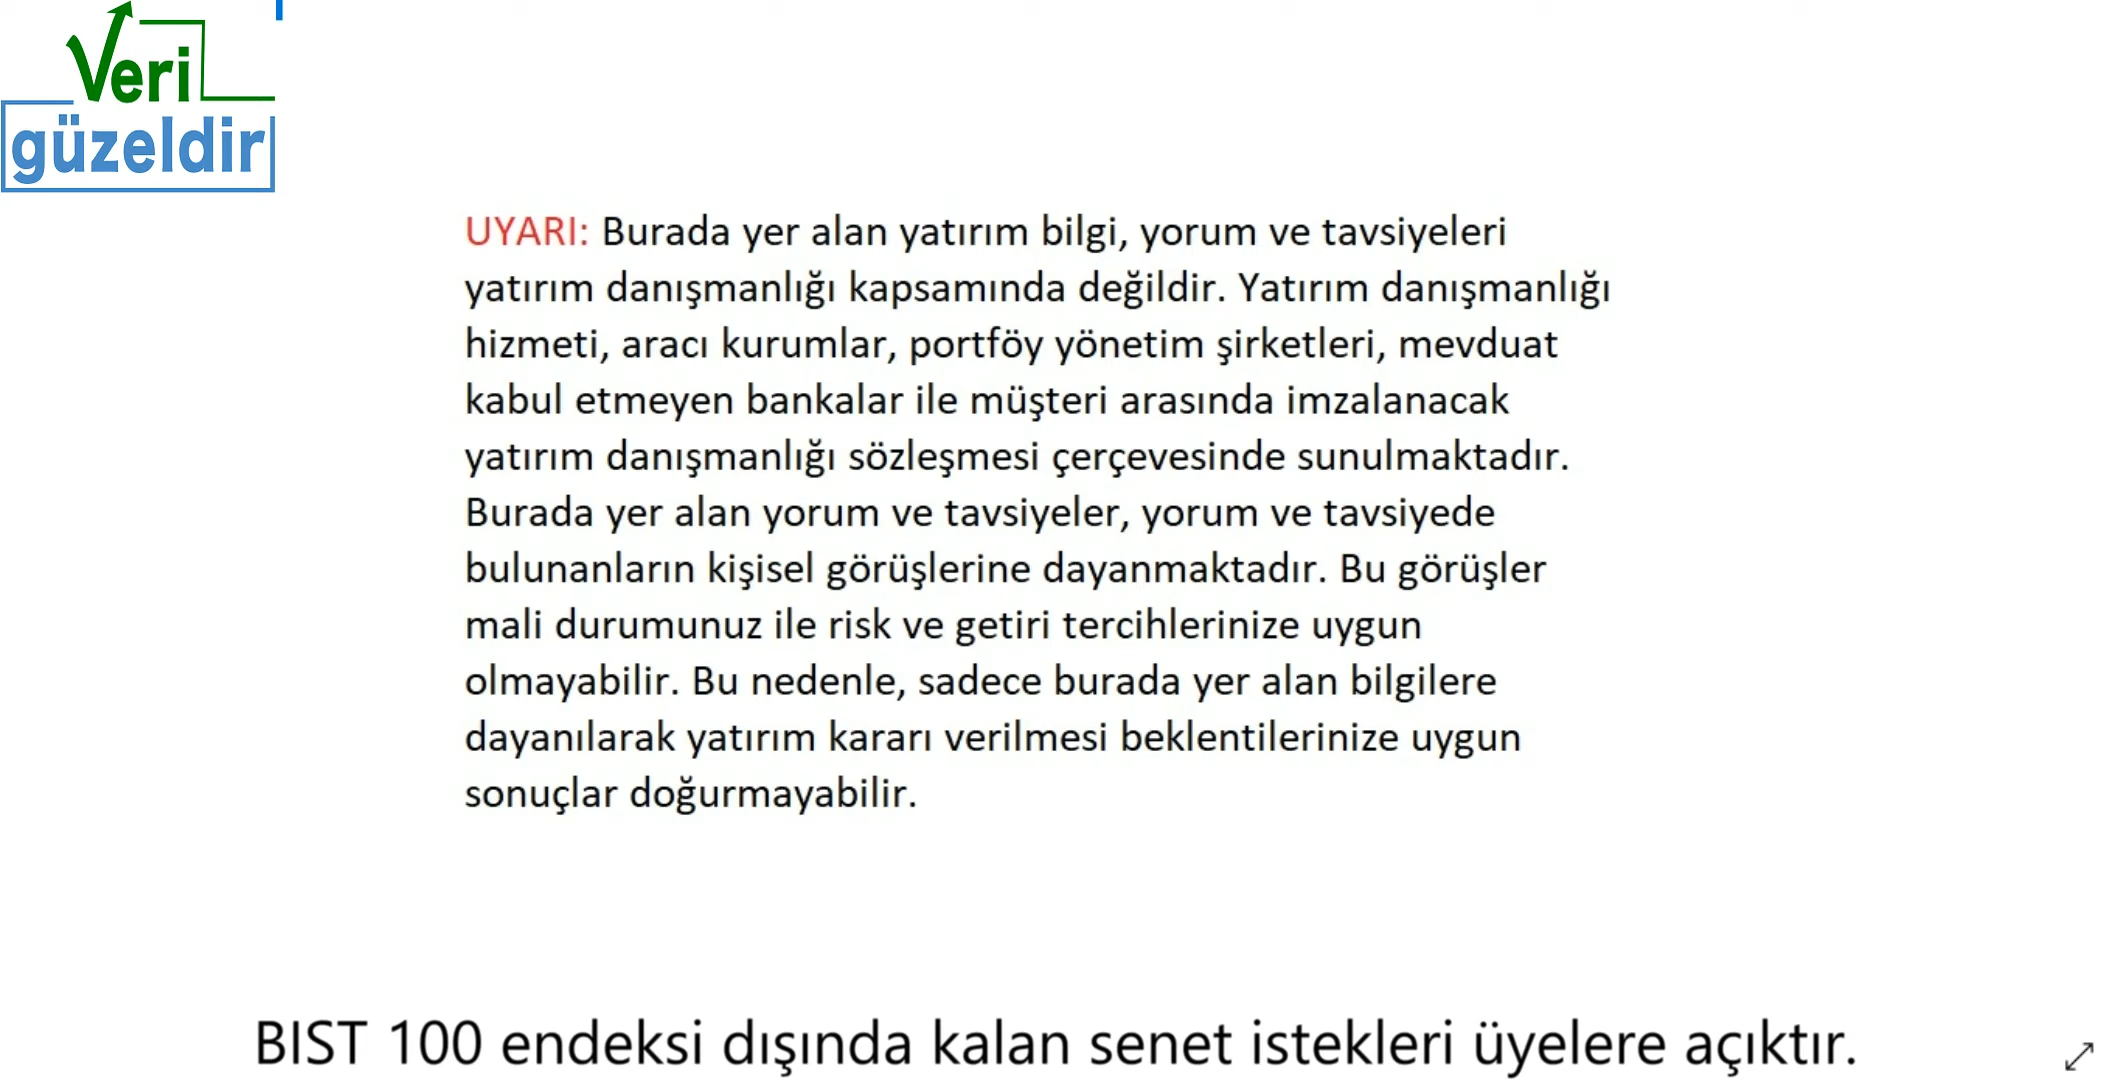 Veri
güzeldir
UYARI: Burada yer alan yatırım bilgi, yorum ve tavsiyeleri
yatırım danışmanlığı kapsamında değildir. Yatırım danışmanlığı
hizmeti, aracı kurumlar, portföy yönetim şirketleri, mevduat
kabul etmeyen bankalar ile müşteri arasında imzalanacak
yatırım danışmanlığı sözleşmesi çerçevesinde sunulmaktadır.
Burada yer alan yorum ve tavsiyeler, yorum ve tavsiyede
bulunanların kişisel görüşlerine dayanmaktadır. Bu görüşler
mali durumunuz ile risk ve getiri tercihlerinize uygun
olmayabilir. Bu nedenle, sadece burada yer alan bilgilere
dayanılarak yatırım kararı verilmesi beklentilerinize uygun
sonuçlar doğurmayabilir.
BIST 100 endeksi dışında kalan senet istekleri üyelere açıktır.